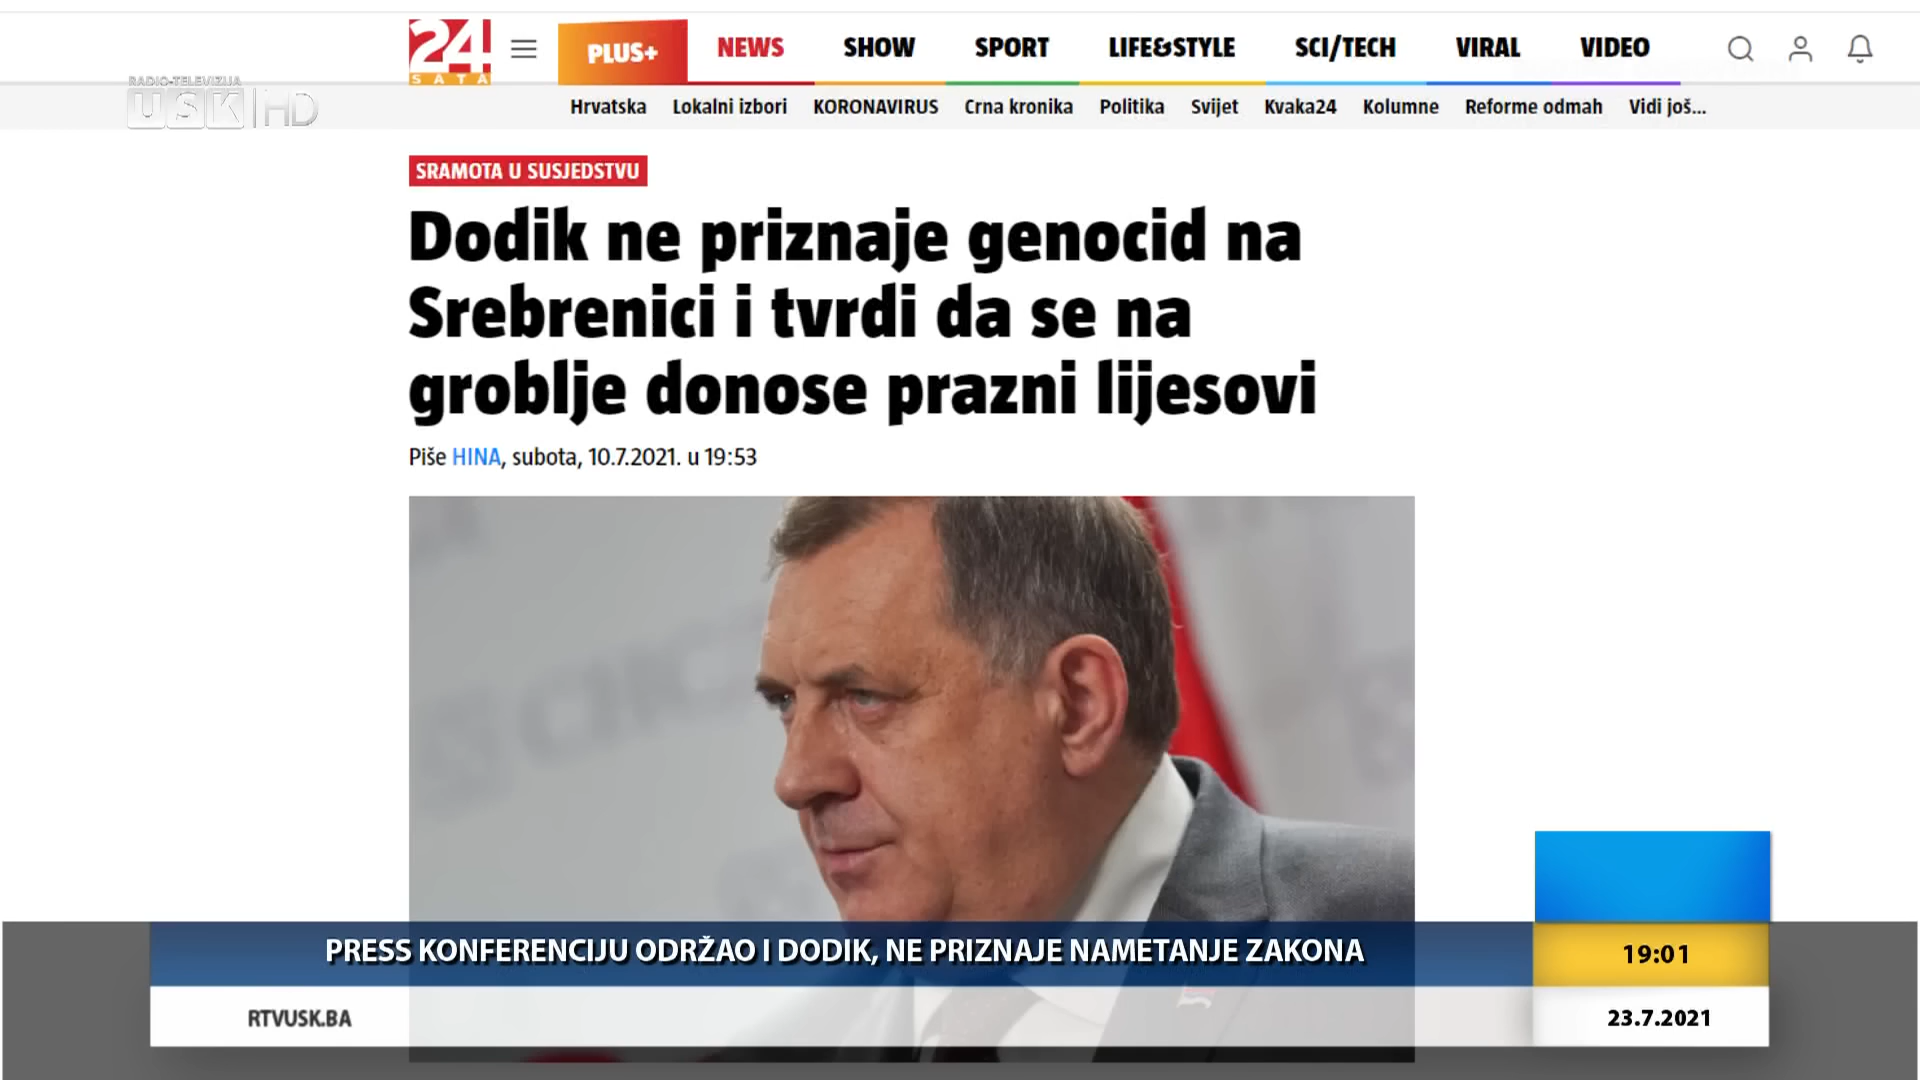 24
SATA
PLUS+
NEWS
SHOW
SPORT
LIFE&STYLE
SCI/TECH
VIRAL
VIDEO
RADIO-TELEVIZIJA
USK HD
Hrvatska
Lokalni izbori
KORONAVIRUS
Crna kronika
Politika
Svijet
Kvaka24
Kolumne
Reforme odmah
Vidi još...
SRAMOTA U SUSJEDSTVU
Dodik ne priznaje genocid na
Srebrenici i tvrdi da se na
groblje donose prazni lijesovi
Piše HINA, subota, 10.7.2021. u 19:53
PRESS KONFERENCIJU ODRŽAO I DODIK, NE PRIZNAJE NAMETANJE ZAKONA
19:01
RTVUSK.BA
23.7.2021